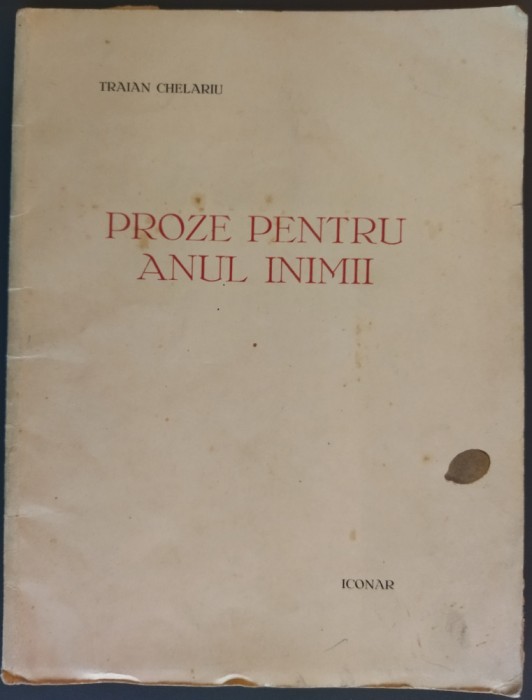 TRAIAN CHELARIU
PROZE PENTRU
ANUL INIMII
ICONAR